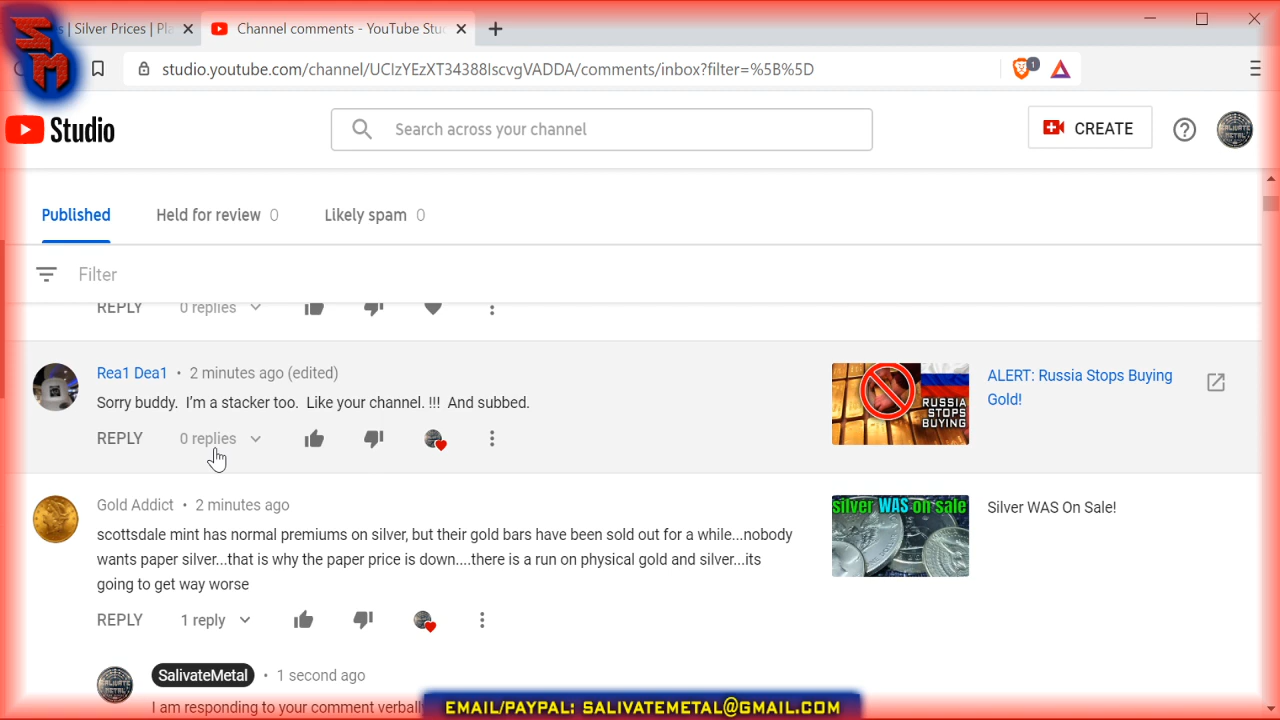 SM
| Silver Prices | Pla
Channel comments - YouTube Stud
studio.youtube.com/channel/UCIzYEzXT34388IscvgVADDA/comments/inbox?filter=%5B%5D
1
Studio
Search across your channel
CREATE
Published
Held for review 0
Likely spam 0
Filter
REPLY
0 replies
Rea1 Dea1 • 2 minutes ago (edited)
Sorry buddy. I'm a stacker too. Like your channel. !!! And subbed.
REPLY
0 replies
RUSSIA
STOPS
BUYING
ALERT: Russia Stops Buying
Gold!
Gold Addict • 2 minutes ago
scottsdale mint has normal premiums on silver, but their gold bars have been sold out for a while...nobody
wants paper silver...that is why the paper price is down....there is a run on physical gold and silver...its
going to get way worse
REPLY
1 reply
silver WAS on sale
Silver WAS On Sale!
SalivateMetal • 1 second ago
I am responding to your comment verball
EMAIL/PAYPAL: SALIVATEMETAL@GMAIL.COM